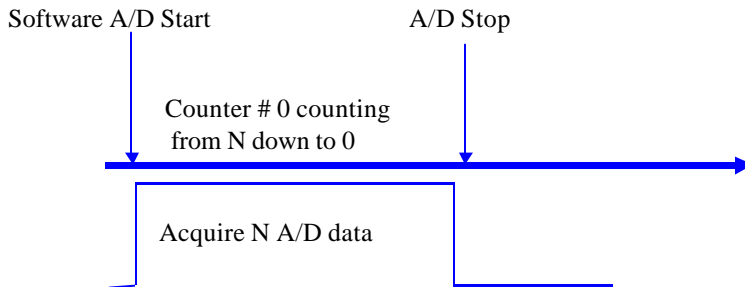 Software A/D Start
A/D Stop
Counter # 0 counting
from N down to 0
Acquire N A/D data